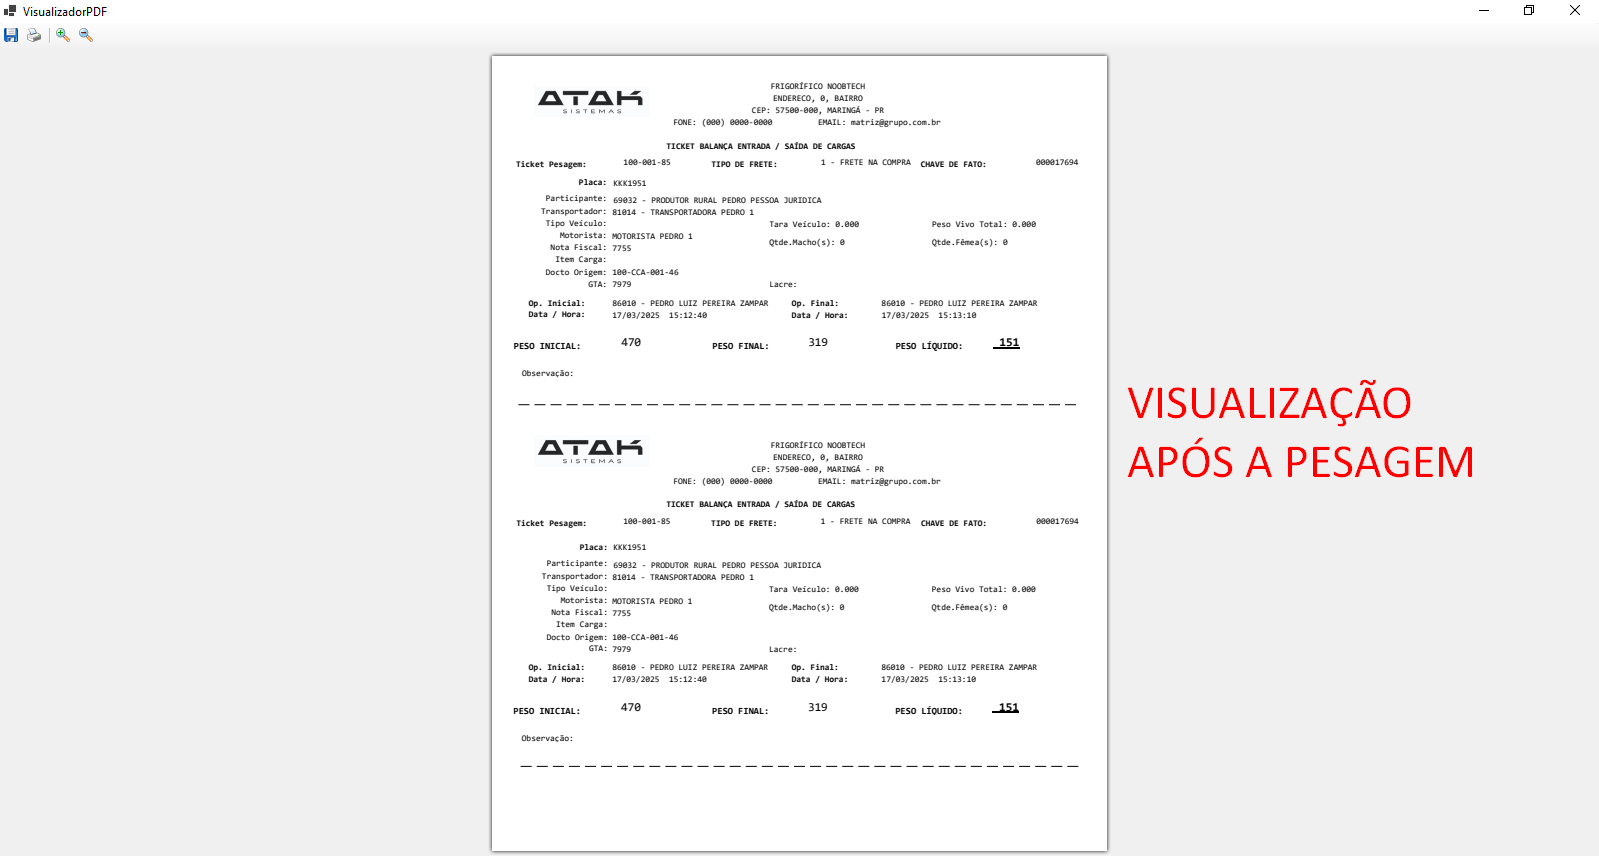 VisualizadorPDF
ATAK
SISTEMAS
FRIGORÍFICO NOOBTECH
ENDERECO, 0, BAIRRO
CEP: 57500-000, MARINGÁ - PR
FONE: (000) 0000-0000 EMAIL: matriz@grupo.com.br
TICKET BALANÇA ENTRADA / SAÍDA DE CARGAS
Ticket Pesagem: 100-001-85 TIPO DE FRETE: 1 - FRETE NA COMPRA CHAVE DE FATO: 000017694
Placa: KKK1951
Participante: 69032 - PRODUTOR RURAL PEDRO PESSOA JURIDICA
Transportador: 81014 - TRANSPORTADORA PEDRO 1
Tipo Veículo: Tara Veículo: 0.000 Peso Vivo Total: 0.000
Motorista: MOTORISTA PEDRO 1
Qtde.Macho(s): 0 Qtde.Fêmea(s): 0
Nota Fiscal: 7755
Item Carga:
Docto Origem: 100-CCA-001-46
GTA: 7979 Lacre:
Op. Inicial: 86010 - PEDRO LUIZ PEREIRA ZAMPAR Op. Final: 86010 - PEDRO LUIZ PEREIRA ZAMPAR
Data / Hora: 17/03/2025 15:12:40 Data / Hora: 17/03/2025 15:13:10
PESO INICIAL: 470 PESO FINAL: 319 PESO LÍQUIDO: 151
Observação:
ATAK
SISTEMAS
FRIGORÍFICO NOOBTECH
ENDERECO, 0, BAIRRO
CEP: 57500-000, MARINGÁ - PR
FONE: (000) 0000-0000 EMAIL: matriz@grupo.com.br
TICKET BALANÇA ENTRADA / SAÍDA DE CARGAS
Ticket Pesagem: 100-001-85 TIPO DE FRETE: 1 - FRETE NA COMPRA CHAVE DE FATO: 000017694
Placa: KKK1951
Participante: 69032 - PRODUTOR RURAL PEDRO PESSOA JURIDICA
Transportador: 81014 - TRANSPORTADORA PEDRO 1
Tipo Veículo: Tara Veículo: 0.000 Peso Vivo Total: 0.000
Motorista: MOTORISTA PEDRO 1
Qtde.Macho(s): 0 Qtde.Fêmea(s): 0
Nota Fiscal: 7755
Item Carga:
Docto Origem: 100-CCA-001-46
GTA: 7979 Lacre:
Op. Inicial: 86010 - PEDRO LUIZ PEREIRA ZAMPAR Op. Final: 86010 - PEDRO LUIZ PEREIRA ZAMPAR
Data / Hora: 17/03/2025 15:12:40 Data / Hora: 17/03/2025 15:13:10
PESO INICIAL: 470 PESO FINAL: 319 PESO LÍQUIDO: 151
Observação:
VISUALIZAÇÃO
APÓS A PESAGEM